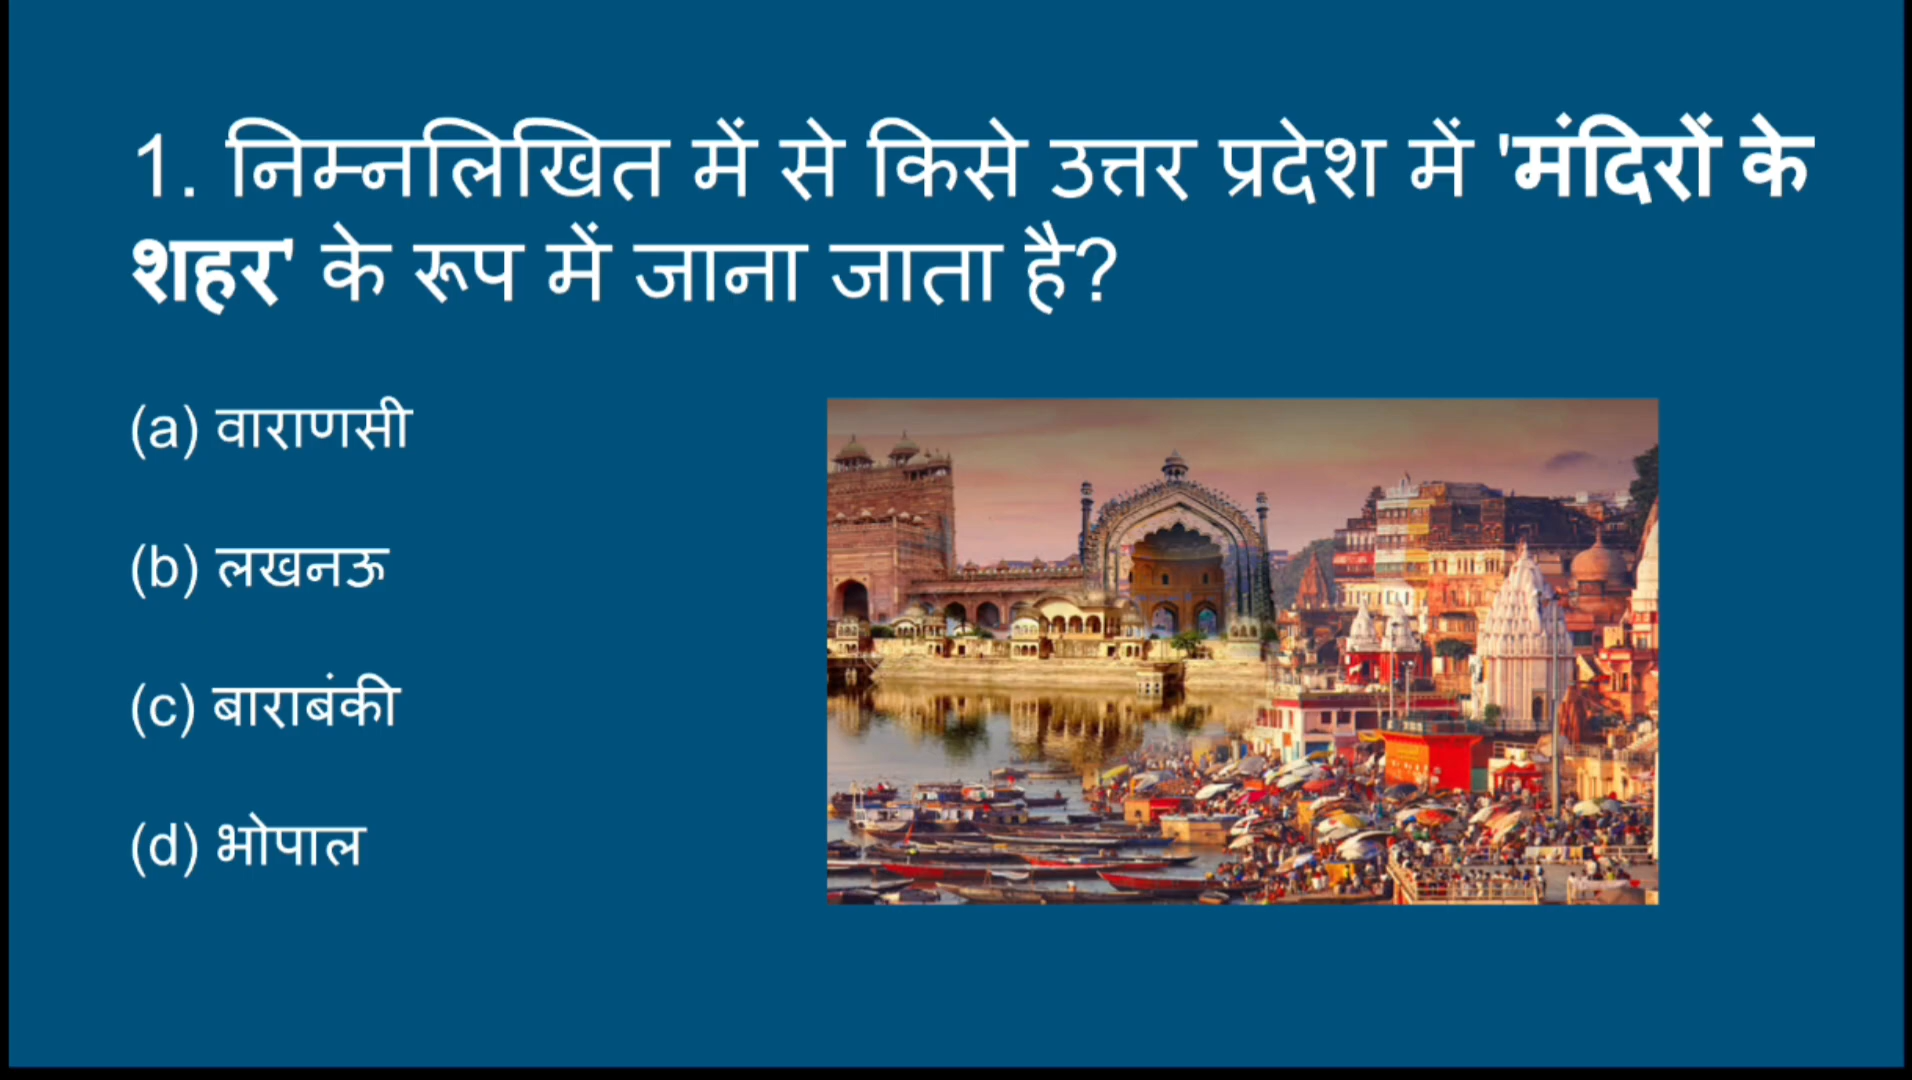 1. निम्नलिखित में से किसे उत्तर प्रदेश में 'मंदिरों के
शहर' के रूप में जाना जाता है?
(a) वाराणसी
(b) लखनऊ
(c) बाराबंकी
(d) भोपाल